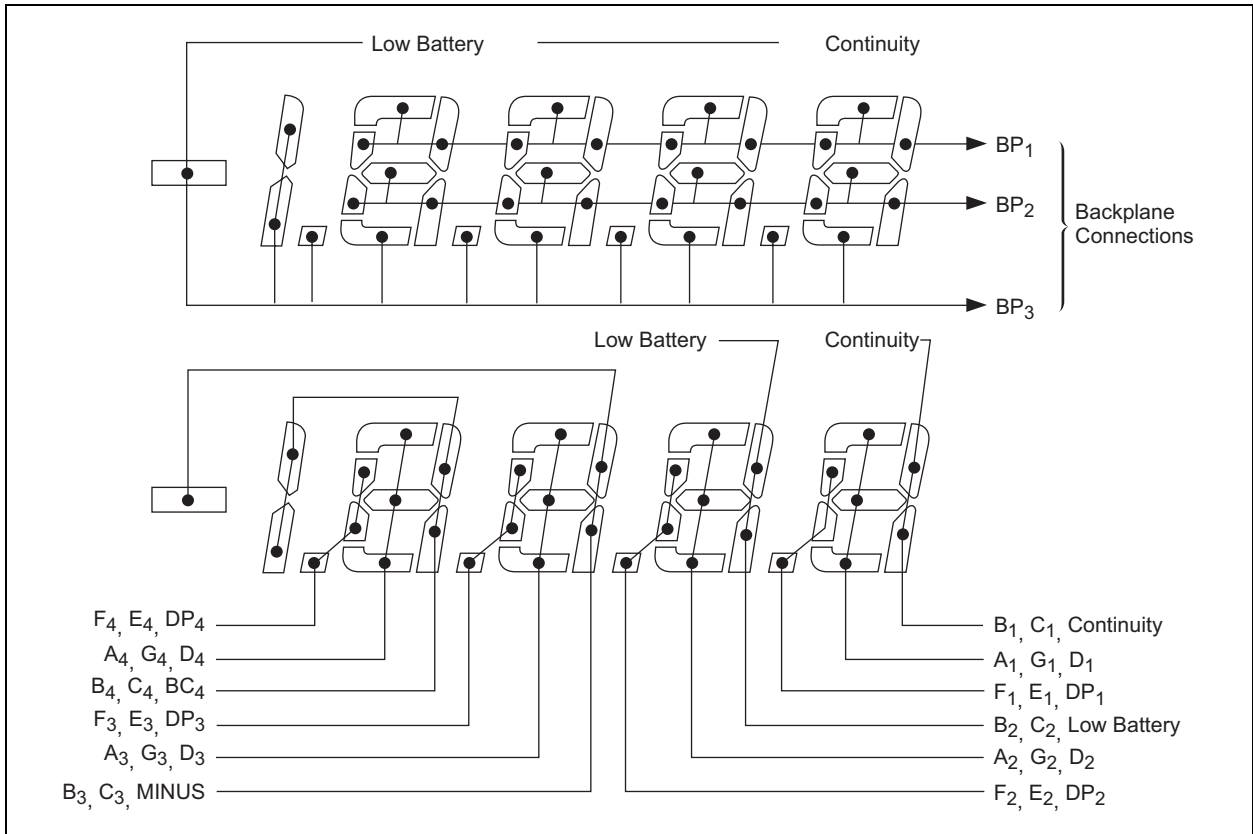 Low Battery Continuity
BP1
BP2
Backplane
Connections
BP3
Low Battery Continuity
F4, E4, DP4
A4, G4, D4
B4, C4, BC4
F3, E3, DP3
A3, G3, D3
B3, C3, MINUS
B1, C1, Continuity
A1, G1, D1
F1, E1, DP1
B2, C2, Low Battery
A2, G2, D2
F2, E2, DP2